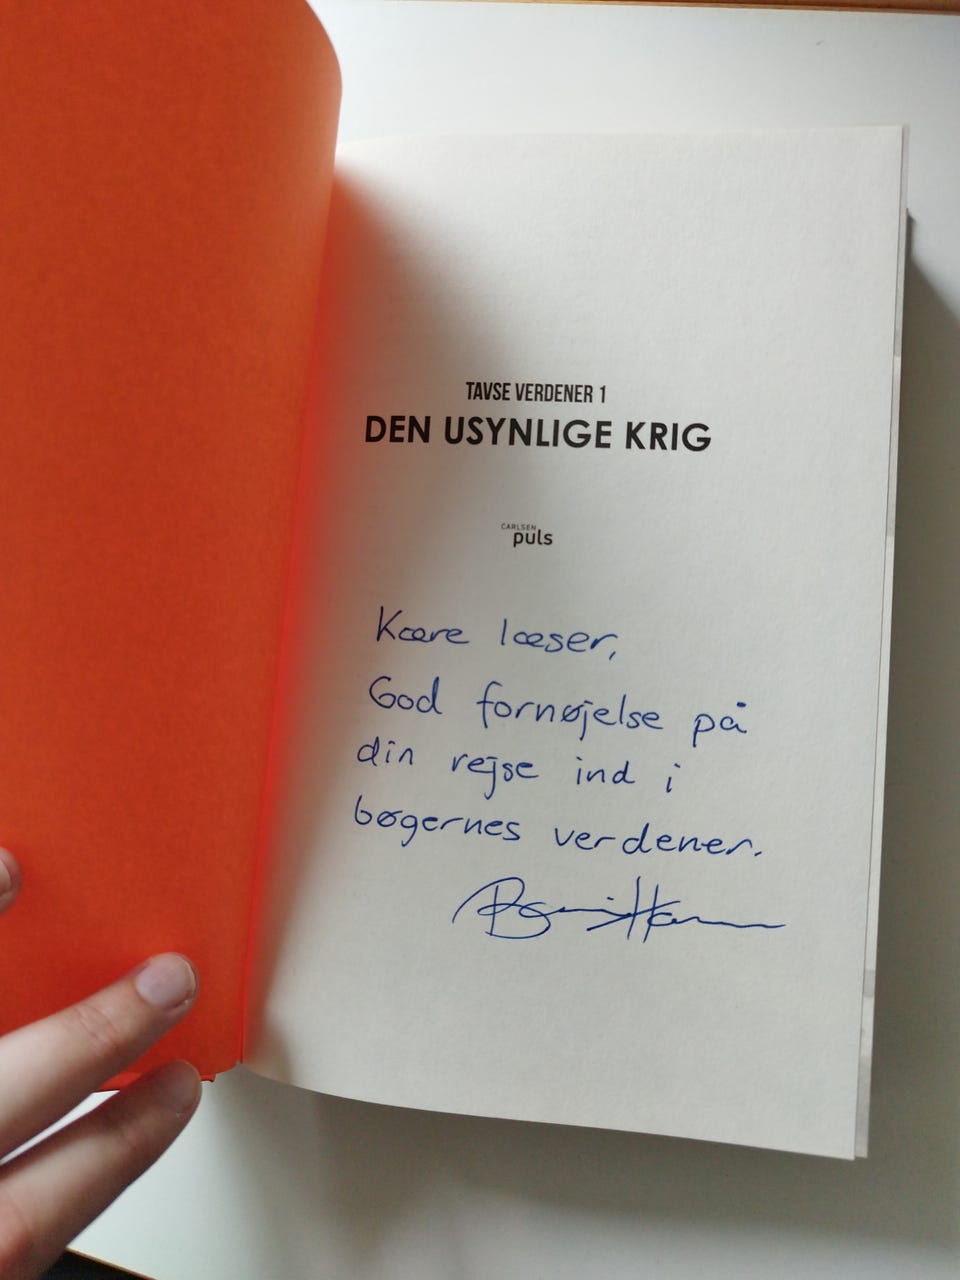 TAVSE VERDENER 1
DEN USYNLIGE KRIG
CARLSEN
puls
Kære læser,
God fornøjelse på
din rejse ind i
bøgernes verdener.